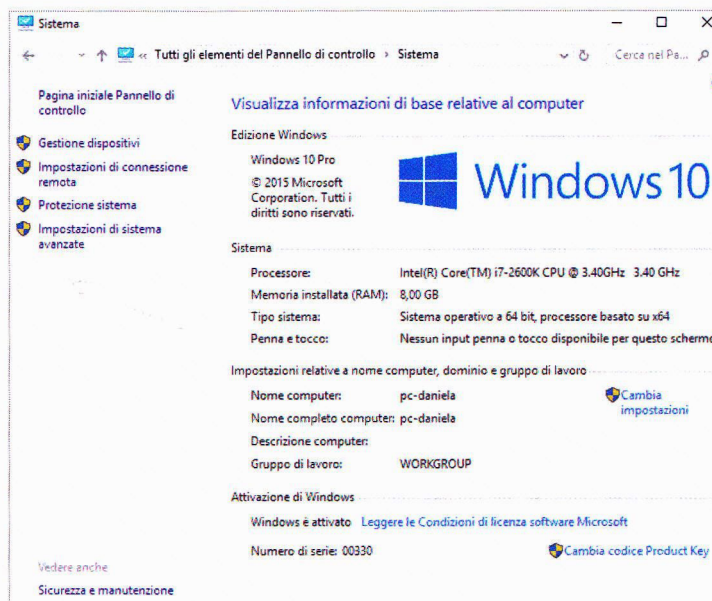 Sistema
« Tutti gli elementi del Pannello di controllo › Sistema
Cerca nel Pa...
Pagina iniziale Pannello di
controllo
Gestione dispositivi
Impostazioni di connessione
remota
Protezione sistema
Impostazioni di sistema
avanzate
Vedere anche
Sicurezza e manutenzione
Visualizza informazioni di base relative al computer
Edizione Windows
Windows 10 Pro
© 2015 Microsoft
Corporation. Tutti i
diritti sono riservati.
Windows 10
Sistema
Processore: Intel(R) Core(TM) i7-2600K CPU @ 3.40GHz 3.40 GHz
Memoria installata (RAM): 8,00 GB
Tipo sistema: Sistema operativo a 64 bit, processore basato su x64
Penna e tocco: Nessun input penna o tocco disponibile per questo schermo
Impostazioni relative a nome computer, dominio e gruppo di lavoro
Nome computer: pc-daniela
Cambia
impostazioni
Nome completo computer: pc-daniela
Descrizione computer:
Gruppo di lavoro: WORKGROUP
Attivazione di Windows
Windows è attivato Leggere le Condizioni di licenza software Microsoft
Numero di serie: 00330
Cambia codice Product Key